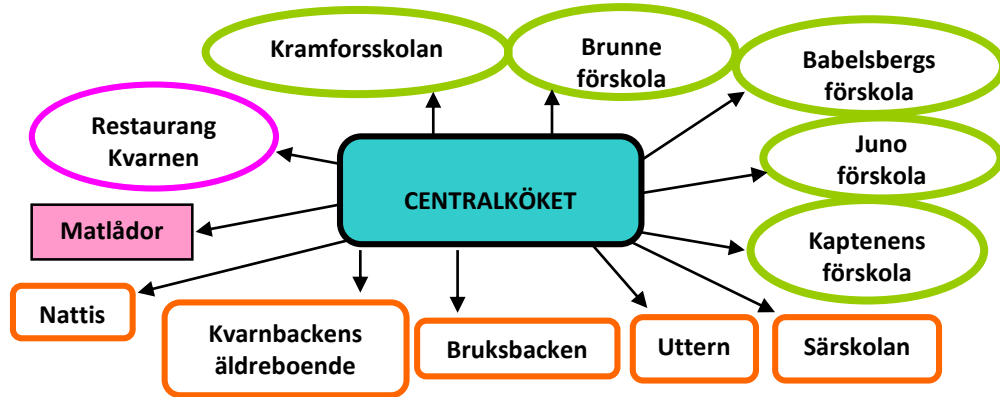 Kramforsskolan
Brunne
förskola
Babelsbergs
förskola
Restaurang
Kvarnen
Juno
förskola
CENTRALKÖKET
Matlådor
Kaptenens
förskola
Nattis
Kvarnbackens
äldreboende
Bruksbacken
Uttern
Särskolan